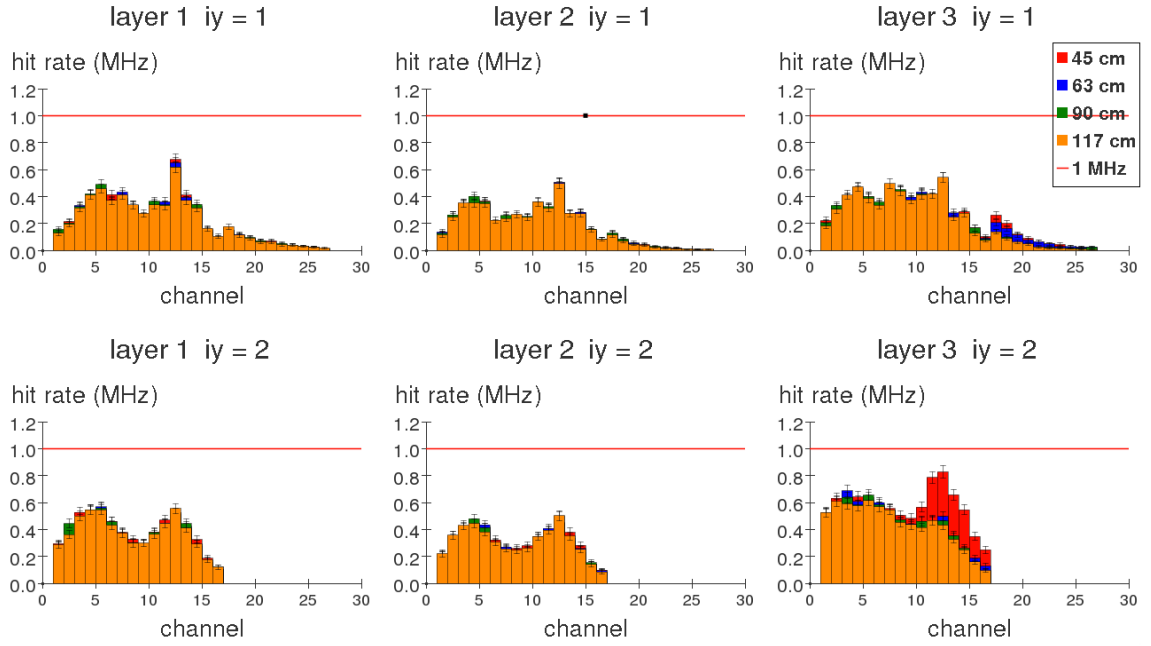 layer 1 iy = 1
hit rate (MHz)
1.2
1.0
0.8
0.6
0.4
0.2
0.0
0 5 10 15 20 25 30
channel
layer 2 iy = 1
hit rate (MHz)
1.2
1.0
0.8
0.6
0.4
0.2
0.0
0 5 10 15 20 25 30
channel
layer 3 iy = 1
hit rate (MHz)
45 cm
63 cm
90 cm
117 cm
1 MHz
1.2
1.0
0.8
0.6
0.4
0.2
0.0
0 5 10 15 20 25 30
channel
layer 1 iy = 2
hit rate (MHz)
1.2
1.0
0.8
0.6
0.4
0.2
0.0
0 5 10 15 20 25 30
channel
layer 2 iy = 2
hit rate (MHz)
1.2
1.0
0.8
0.6
0.4
0.2
0.0
0 5 10 15 20 25 30
channel
layer 3 iy = 2
hit rate (MHz)
1.2
1.0
0.8
0.6
0.4
0.2
0.0
0 5 10 15 20 25 30
channel